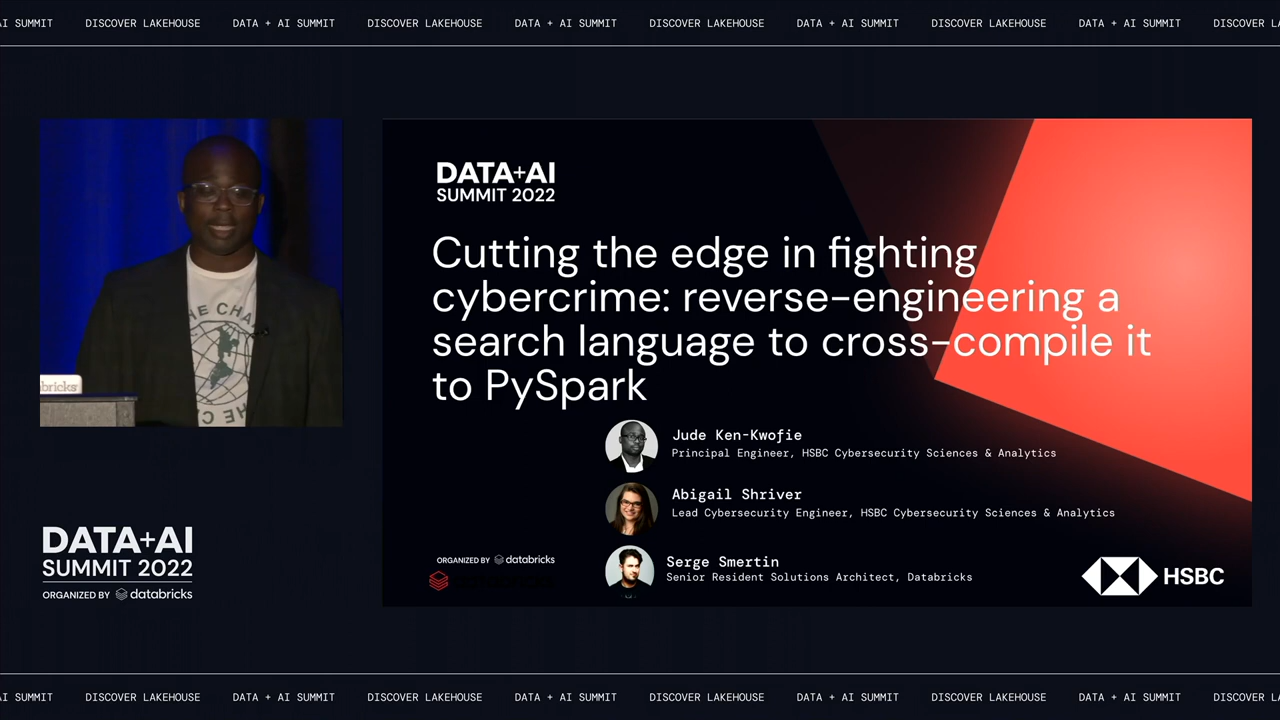 DATA + AI SUMMIT DISCOVER LAKEHOUSE DATA + AI SUMMIT DISCOVER LAKEHOUSE DATA + AI SUMMIT DISCOVER LAKEHOUSE DATA + AI SUMMIT
DATA+AI
SUMMIT 2022
Cutting the edge in fighting
cybercrime: reverse-engineering a
search language to cross-compile it
to PySpark
Jude Ken-Kwofie
Principal Engineer, HSBC Cybersecurity Sciences & Analytics
Abigail Shriver
Lead Cybersecurity Engineer, HSBC Cybersecurity Sciences & Analytics
Serge Smertin
Senior Resident Solutions Architect, Databricks
ORGANIZED BY databricks
HSBC
bricks
DATA+AI
SUMMIT 2022
ORGANIZED BY databricks
AI SUMMIT DISCOVER LAKEHOUSE DATA + AI SUMMIT DISCOVER LAKEHOUSE DATA + AI SUMMIT DISCOVER LAKEHOUSE DATA + AI SUMMIT DISCOVER LAKEHOUSE DATA + AI SUMMIT DISCOVER